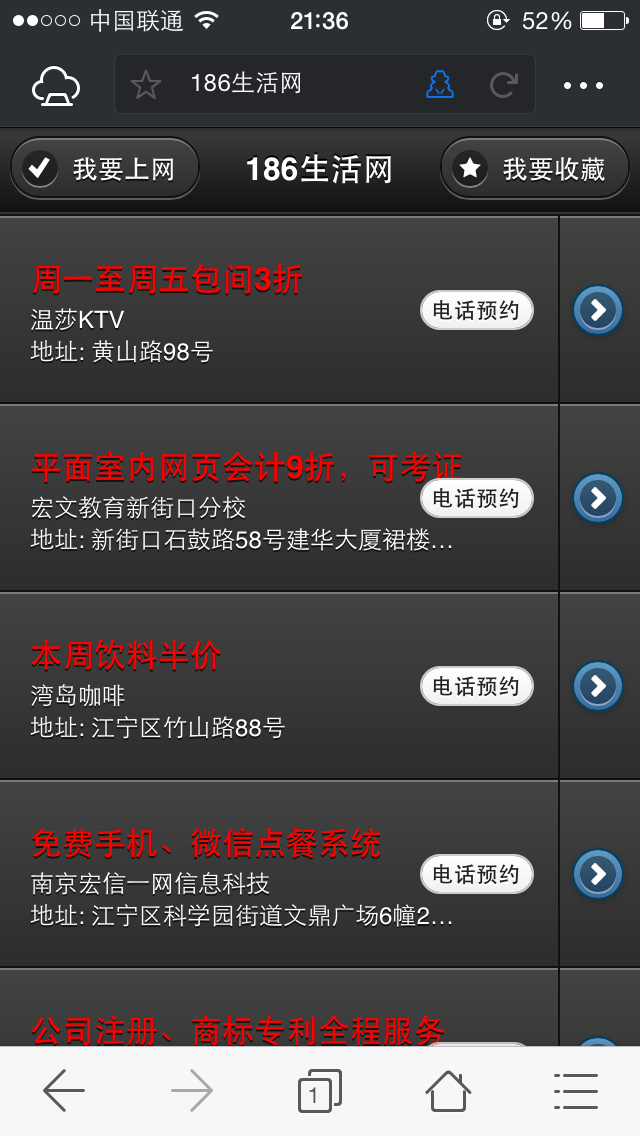 中国联通 21:36 52%
186生活网
我要上网 186生活网 我要收藏
周一至周五包间3折
温莎KTV
电话预约
地址: 黄山路98号
平面室内网页会计9折，可考证
宏文教育新街口分校
电话预约
地址: 新街口石鼓路58号建华大厦裙楼...
本周饮料半价
湾岛咖啡
电话预约
地址: 江宁区竹山路88号
免费手机、微信点餐系统
南京宏信一网信息科技
电话预约
地址: 江宁区科学园街道文鼎广场6幢2...
公司注册、商标专利全程服务
1